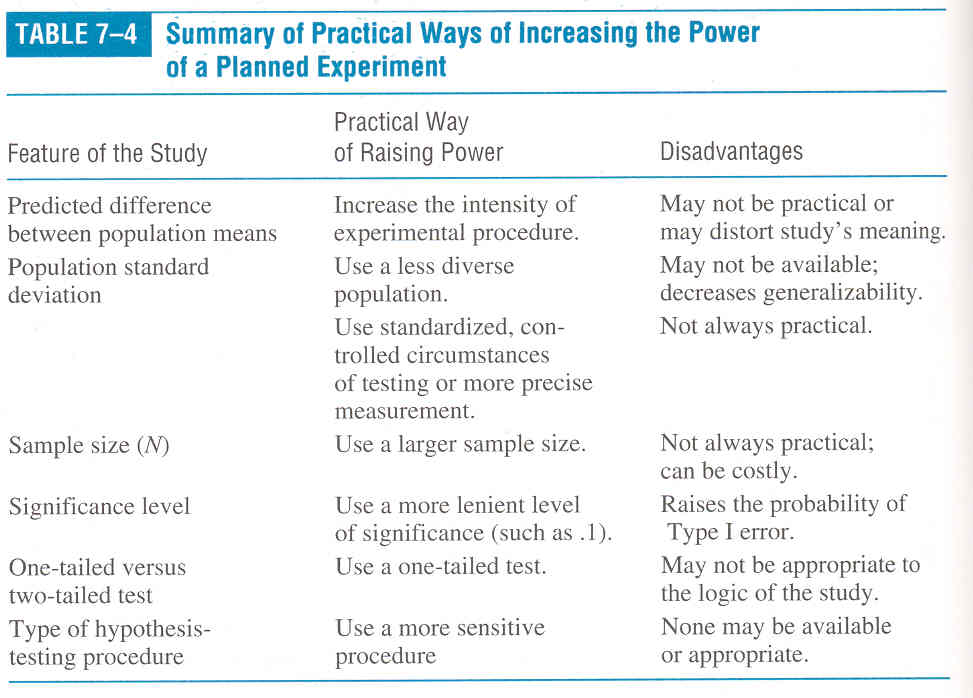 TABLE 7–4 Summary of Practical Ways of Increasing the Power
of a Planned Experiment
Practical Way
Feature of the Study of Raising Power Disadvantages
Predicted difference Increase the intensity of May not be practical or
between population means experimental procedure. may distort study's meaning.
Population standard Use a less diverse May not be available;
deviation population. decreases generalizability.
Use standardized, con- Not always practical.
trolled circumstances
of testing or more precise
measurement.
Sample size (N) Use a larger sample size. Not always practical;
can be costly.
Significance level Use a more lenient level Raises the probability of
of significance (such as .1). Type I error.
One-tailed versus Use a one-tailed test. May not be appropriate to
two-tailed test the logic of the study.
Type of hypothesis- Use a more sensitive None may be available
testing procedure procedure or appropriate.